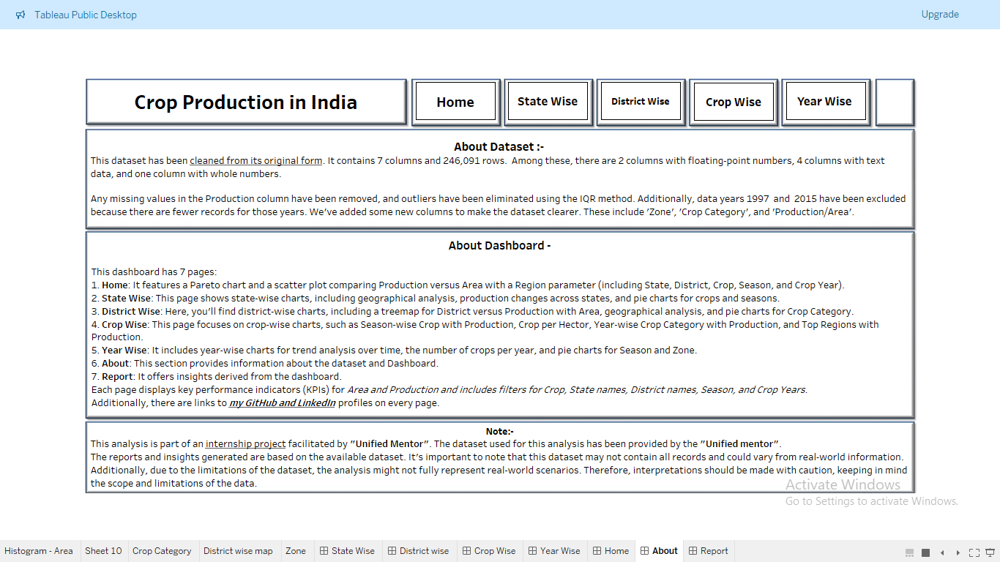 Tableau Public Desktop
Upgrade
Crop Production in India
Home
State Wise
District Wise
Crop Wise
Year Wise
About Dataset :-
This dataset has been cleaned from its original form. It contains 7 columns and 246,091 rows.  Among these, there are 2 columns with floating-point numbers, 4 columns with text
data, and one column with whole numbers.
Any missing values in the Production column have been removed, and outliers have been eliminated using the IQR method. Additionally, data years 1997  and  2015 have been excluded
because there are fewer records for those years. We’ve added some new columns to make the dataset clearer. These include ’Zone’, ’Crop Category’, and ’Production/Area’.
About Dashboard -
This dashboard has 7 pages:
1. Home: It features a Pareto chart and a scatter plot comparing Production versus Area with a Region parameter (including State, District, Crop, Season, and Crop Year).
2. State Wise: This page shows state-wise charts, including geographical analysis, production changes across states, and pie charts for crops and seasons.
3. District Wise: Here, you’ll find district-wise charts, including a treemap for District versus Production with Area, geographical analysis, and pie charts for Crop Category.
4. Crop Wise: This page focuses on crop-wise charts, such as Season-wise Crop with Production, Crop per Hector, Year-wise Crop Category with Production, and Top Regions with
Production.
5. Year Wise: It includes year-wise charts for trend analysis over time, the number of crops per year, and pie charts for Season and Zone.
6. About: This section provides information about the dataset and Dashboard.
7. Report: It offers insights derived from the dashboard.
Each page displays key performance indicators (KPIs) for Area and Production and includes filters for Crop, State names, District names, Season, and Crop Years.
Additionally, there are links to my GitHub and LinkedIn profiles on every page.
Note:-
This analysis is part of an internship project facilitated by ”Unified Mentor”. The dataset used for this analysis has been provided by the ”Unified mentor”.
The reports and insights generated are based on the available dataset. It’s important to note that this dataset may not contain all records and could vary from real-world information.
Additionally, due to the limitations of the dataset, the analysis might not fully represent real-world scenarios. Therefore, interpretations should be made with caution, keeping in mind
the scope and limitations of the data.
Activate Windows
Go to Settings to activate Windows.
Histogram - Area
Sheet 10
Crop Category
District wise map
Zone
State Wise
District wise
Crop Wise
Year Wise
Home
About
Report